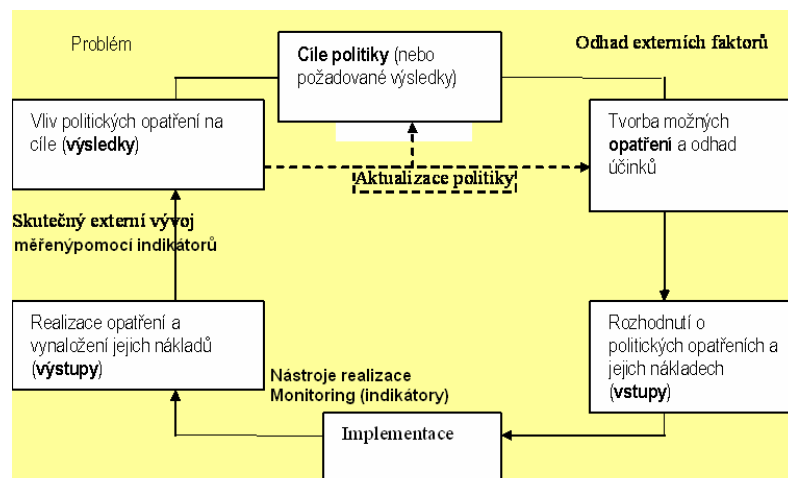 Problém
Cíle politiky (nebo
požadované výsledky)
Odhad externích faktorů
Vliv politických opatření na
cíle (výsledky)
Tvorba možných
opatření a odhad
účinků
Aktualizace politiky
Skutečný externí vývoj
měřenýpomocí indikátorů
Realizace opatření a
vynaložení jejich nákladů
(výstupy)
Rozhodnutí o
politických opatřeních a
jejich nákladech
(vstupy)
Nástroje realizace
Monitoring (indikátory)
Implementace